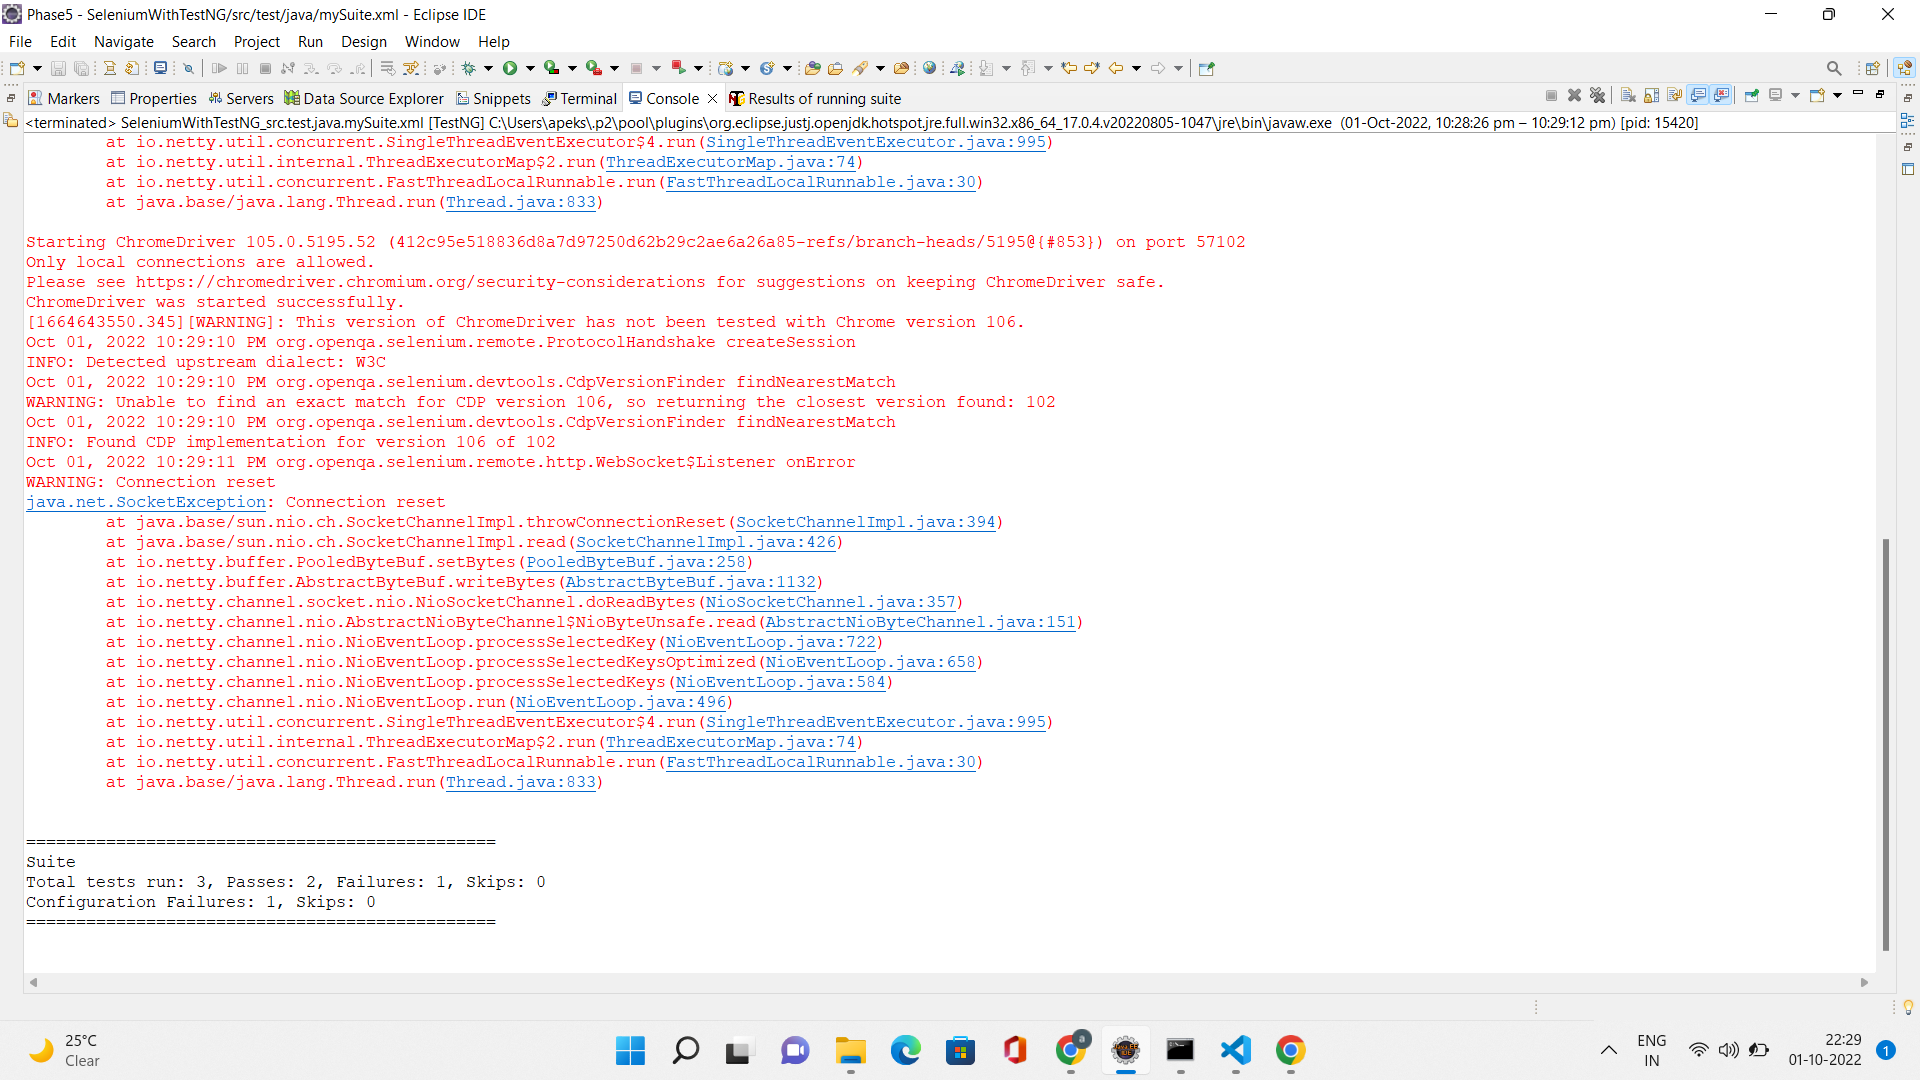 Phase5 - SeleniumWithTestNG/src/test/java/mySuite.xml - Eclipse IDE
File Edit Navigate Search Project Run Design Window Help
Markers Properties Servers Data Source Explorer Snippets Terminal Console Results of running suite
<terminated> SeleniumWithTestNG_src.test.java.mySuite.xml [TestNG] C:\Users\apeks\.p2\pool\plugins\org.eclipse.justj.openjdk.hotspot.jre.full.win32.x86_64_17.0.4.v20220805-1047\jre\bin\javaw.exe (01-Oct-2022, 10:28:26 pm – 10:29:12 pm) [pid: 15420]
at io.netty.util.concurrent.SingleThreadEventExecutor$4.run(SingleThreadEventExecutor.java:995)
at io.netty.util.internal.ThreadExecutorMap$2.run(ThreadExecutorMap.java:74)
at io.netty.util.concurrent.FastThreadLocalRunnable.run(FastThreadLocalRunnable.java:30)
at java.base/java.lang.Thread.run(Thread.java:833)
Starting ChromeDriver 105.0.5195.52 (412c95e518836d8a7d97250d62b29c2ae6a26a85-refs/branch-heads/5195@{#853}) on port 57102
Only local connections are allowed.
Please see https://chromedriver.chromium.org/security-considerations for suggestions on keeping ChromeDriver safe.
ChromeDriver was started successfully.
[1664643550.345][WARNING]: This version of ChromeDriver has not been tested with Chrome version 106.
Oct 01, 2022 10:29:10 PM org.openqa.selenium.remote.ProtocolHandshake createSession
INFO: Detected upstream dialect: W3C
Oct 01, 2022 10:29:10 PM org.openqa.selenium.devtools.CdpVersionFinder findNearestMatch
WARNING: Unable to find an exact match for CDP version 106, so returning the closest version found: 102
Oct 01, 2022 10:29:10 PM org.openqa.selenium.devtools.CdpVersionFinder findNearestMatch
INFO: Found CDP implementation for version 106 of 102
Oct 01, 2022 10:29:11 PM org.openqa.selenium.remote.http.WebSocket$Listener onError
WARNING: Connection reset
java.net.SocketException: Connection reset
at java.base/sun.nio.ch.SocketChannelImpl.throwConnectionReset(SocketChannelImpl.java:394)
at java.base/sun.nio.ch.SocketChannelImpl.read(SocketChannelImpl.java:426)
at io.netty.buffer.PooledByteBuf.setBytes(PooledByteBuf.java:258)
at io.netty.buffer.AbstractByteBuf.writeBytes(AbstractByteBuf.java:1132)
at io.netty.channel.socket.nio.NioSocketChannel.doReadBytes(NioSocketChannel.java:357)
at io.netty.channel.nio.AbstractNioByteChannel$NioByteUnsafe.read(AbstractNioByteChannel.java:151)
at io.netty.channel.nio.NioEventLoop.processSelectedKey(NioEventLoop.java:722)
at io.netty.channel.nio.NioEventLoop.processSelectedKeysOptimized(NioEventLoop.java:658)
at io.netty.channel.nio.NioEventLoop.processSelectedKeys(NioEventLoop.java:584)
at io.netty.channel.nio.NioEventLoop.run(NioEventLoop.java:496)
at io.netty.util.concurrent.SingleThreadEventExecutor$4.run(SingleThreadEventExecutor.java:995)
at io.netty.util.internal.ThreadExecutorMap$2.run(ThreadExecutorMap.java:74)
at io.netty.util.concurrent.FastThreadLocalRunnable.run(FastThreadLocalRunnable.java:30)
at java.base/java.lang.Thread.run(Thread.java:833)
===============================================
Suite
Total tests run: 3, Passes: 2, Failures: 1, Skips: 0
Configuration Failures: 1, Skips: 0
===============================================
25°C
Clear
a
ENG
IN
22:29
01-10-2022
1